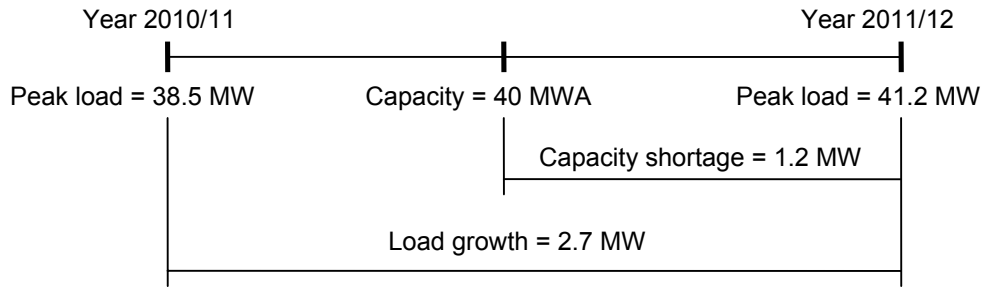 Year 2010/11
Year 2011/12
Peak load = 38.5 MW
Capacity = 40 MWA
Peak load = 41.2 MW
Capacity shortage = 1.2 MW
Load growth = 2.7 MW